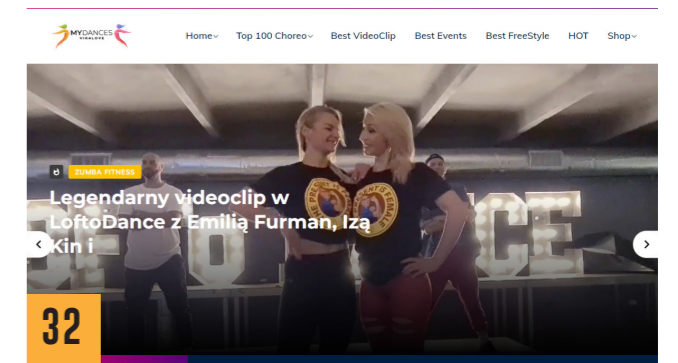 MYDANCES
VIRALOVE
Home Top 100 Choreo Best VideoClip Best Events Best FreeStyle HOT Shop
ZUMBA FITNESS
Legendarny videoclip w
LoftoDance z Emilią Furman, Izą
Kin i
32